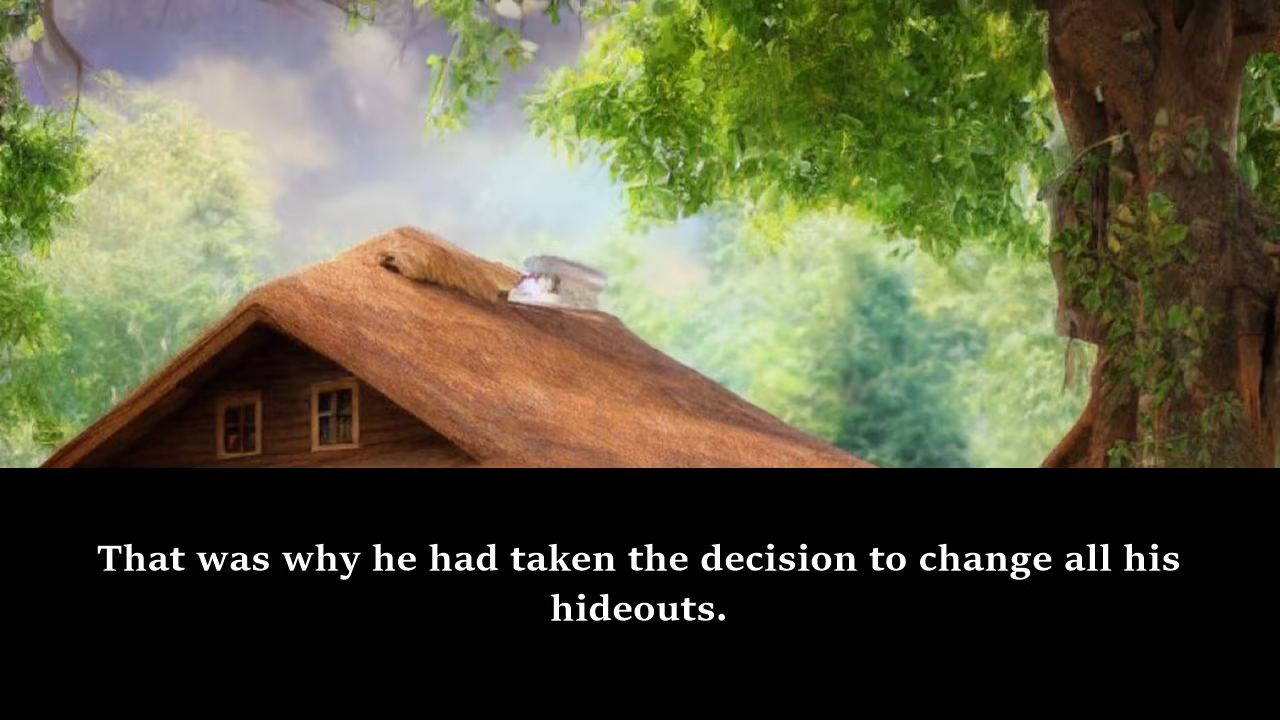 That was why he had taken the decision to change all his
hideouts.